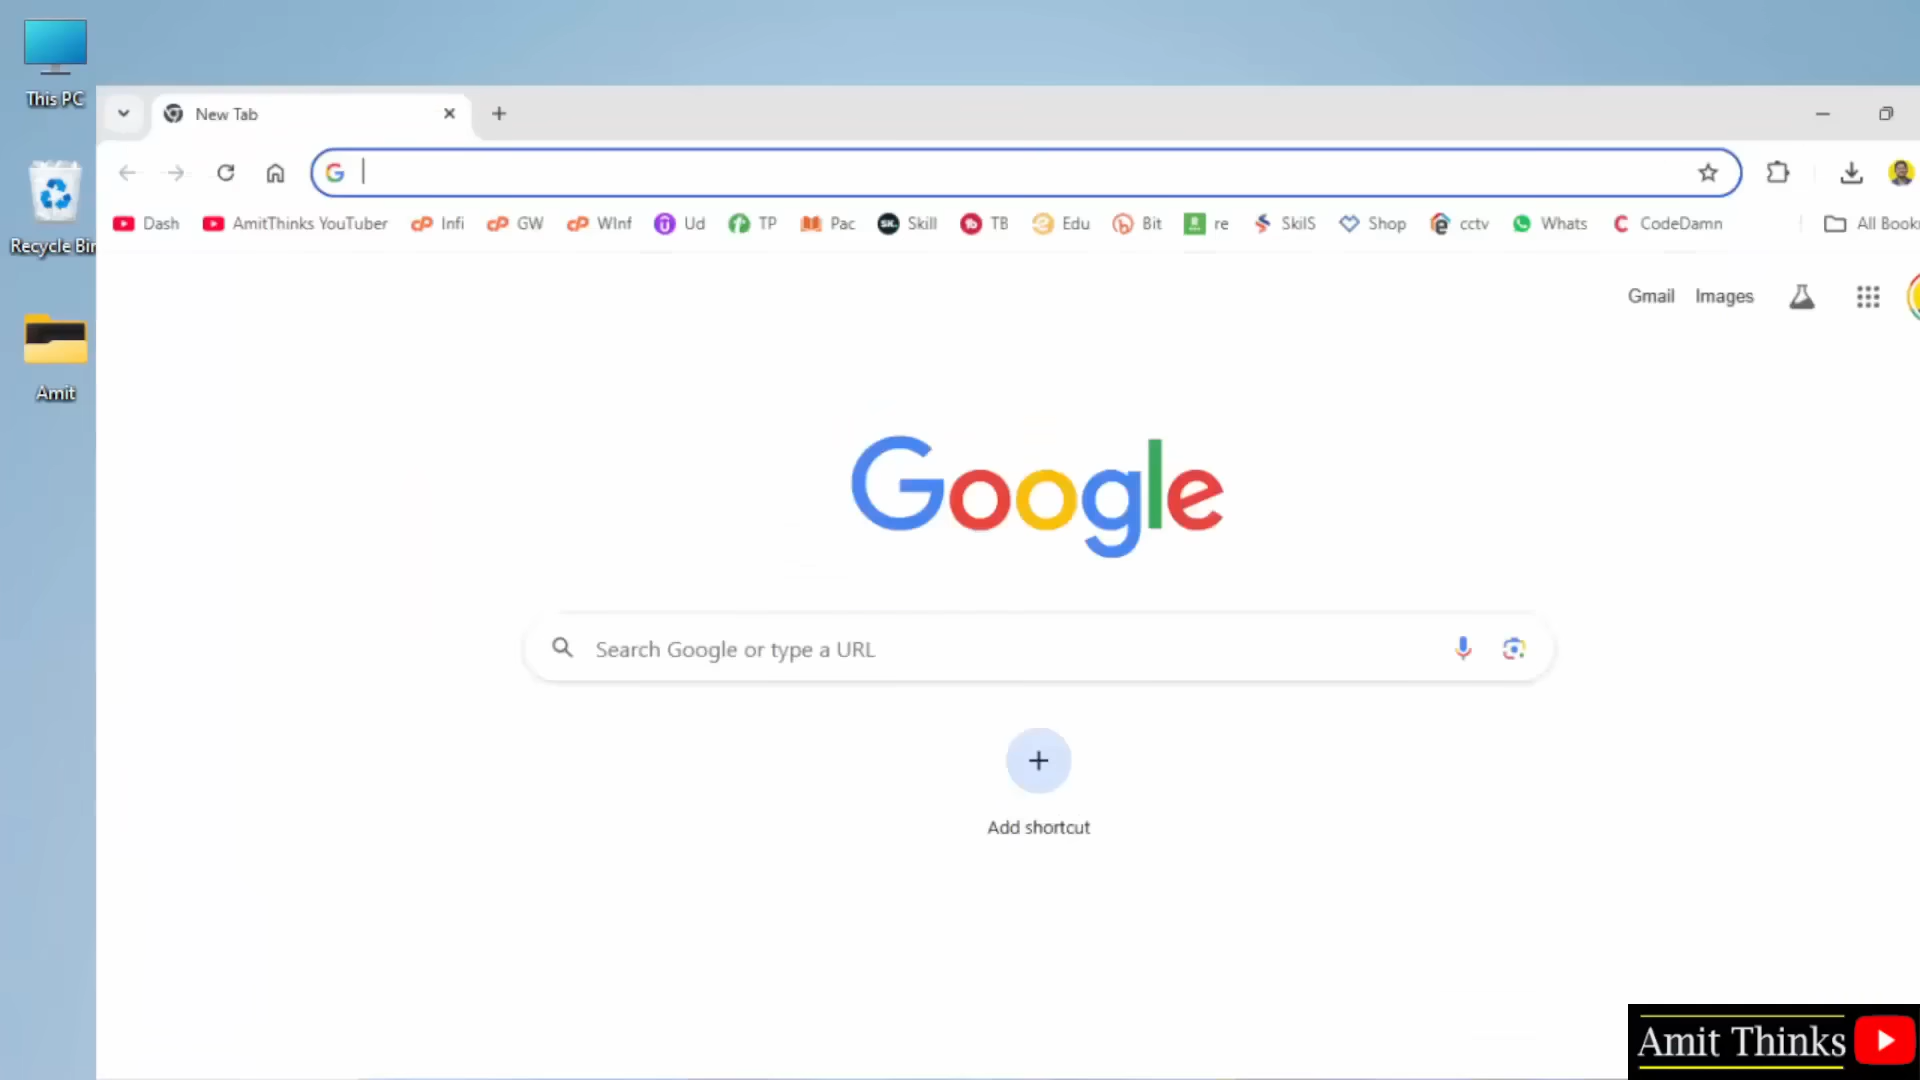 This PC
New Tab
Dash AmitThinks YouTuber Infi GW WInf Ud TP Pac Skill TB Edu Bit re SkilS Shop cctv Whats CodeDamn All Book
Recycle Bin
Gmail Images
Amit
Google
Search Google or type a URL
Add shortcut
Amit Thinks